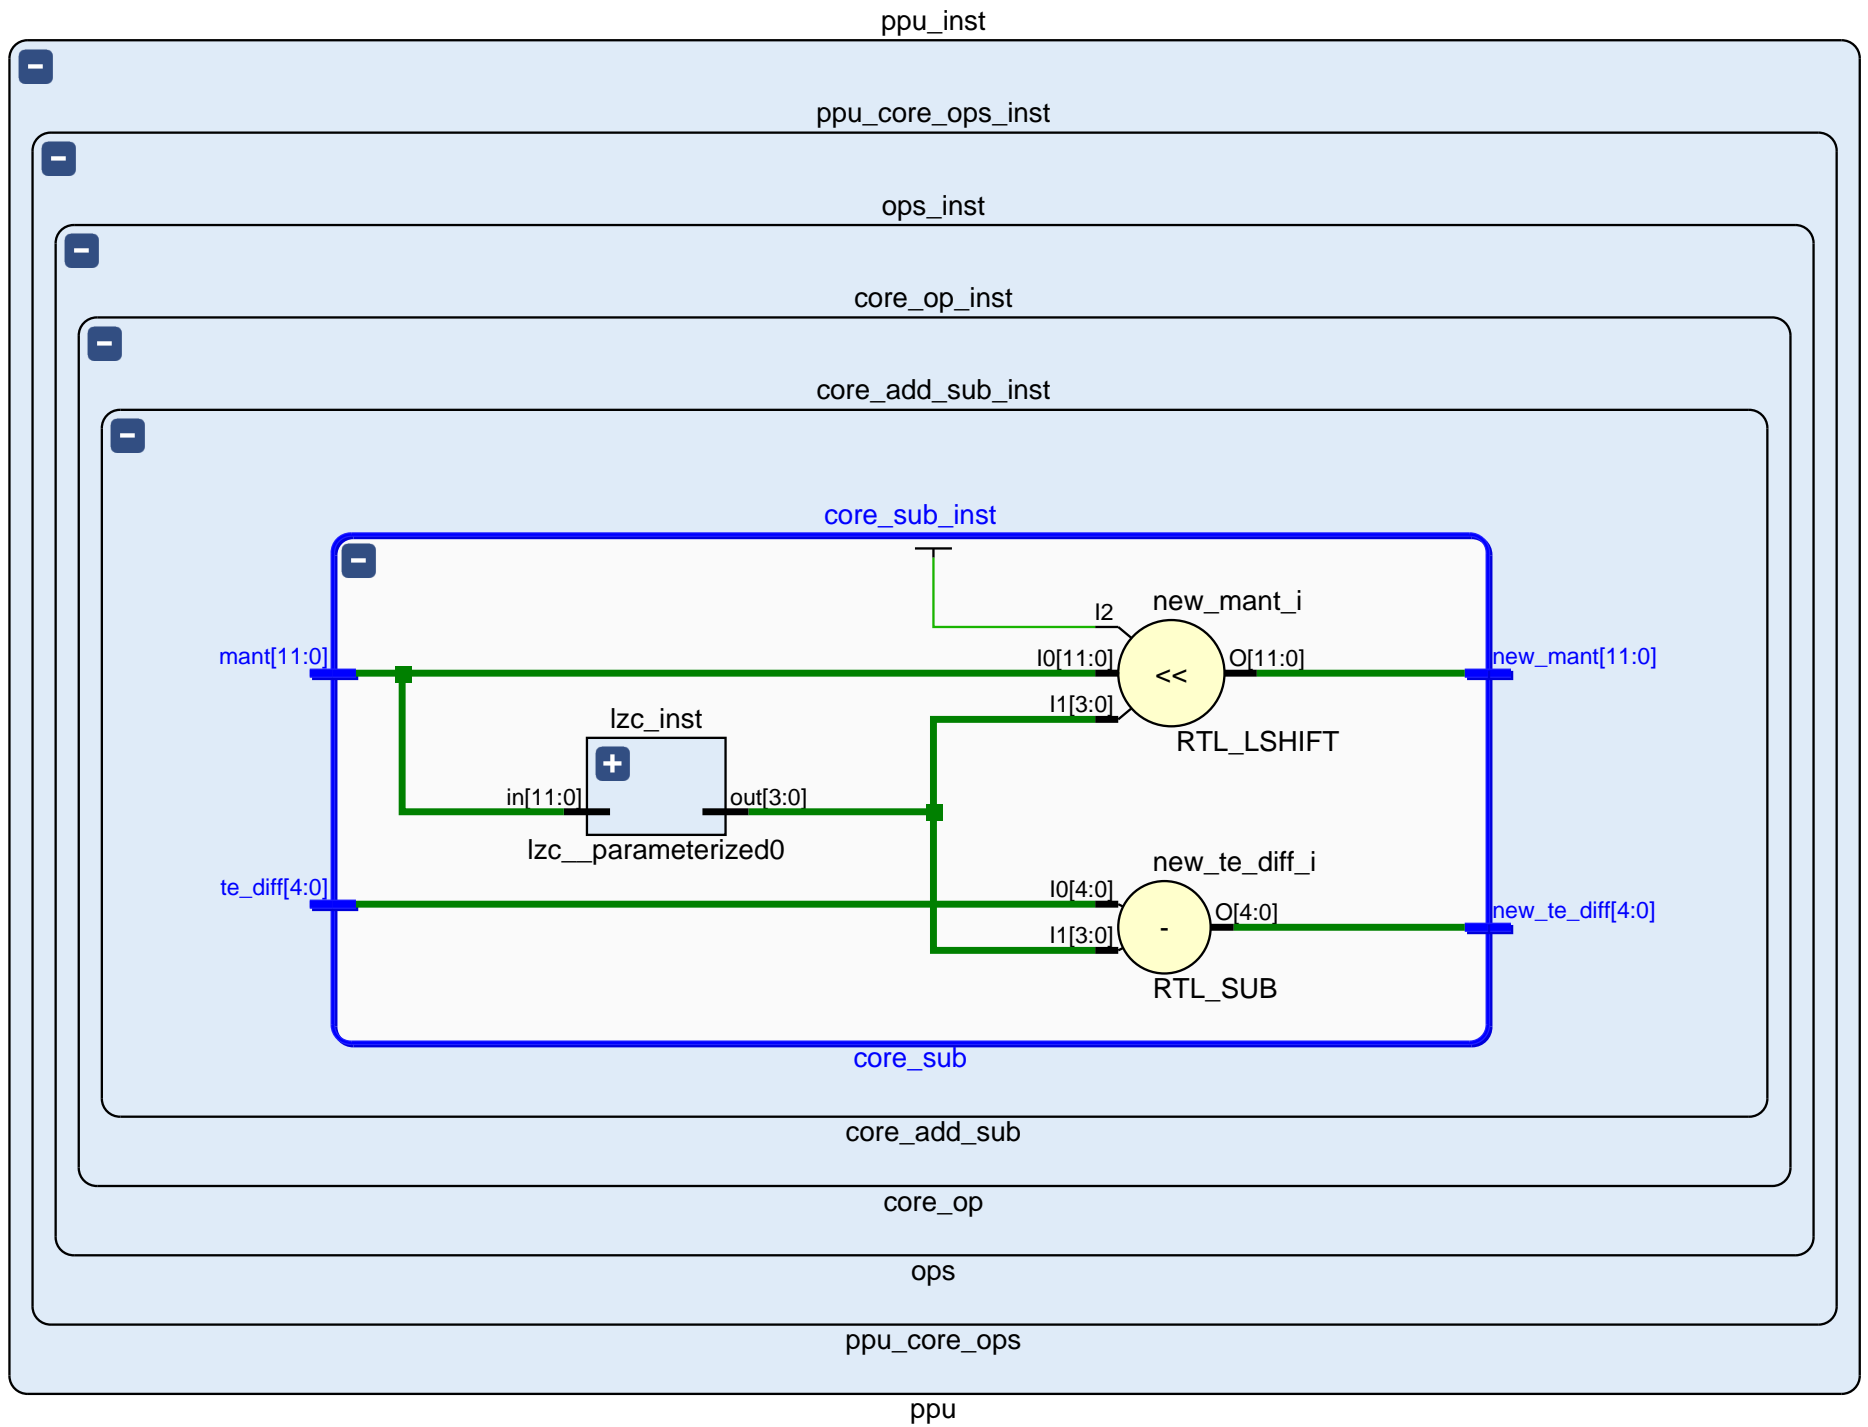 ppu_inst
ppu_core_ops_inst
ops_inst
core_op_inst
core_add_sub_inst
core_sub_inst
I2
new_mant_i
mant[11:0]
I0[11:0]
<<
O[11:0]
new_mant[11:0]
I1[3:0]
RTL_LSHIFT
lzc_inst
in[11:0]
out[3:0]
lzc__parameterized0
new_te_diff_i
te_diff[4:0]
I0[4:0]
-
O[4:0]
new_te_diff[4:0]
I1[3:0]
RTL_SUB
core_sub
core_add_sub
core_op
ops
ppu_core_ops
ppu